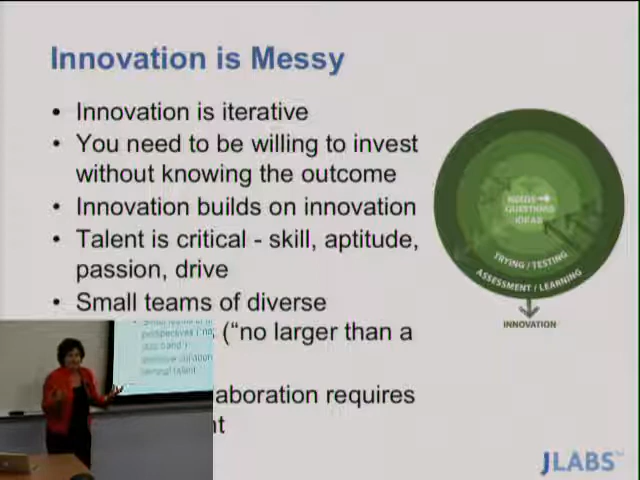 Innovation is Messy
• Innovation is iterative
• You need to be willing to invest
without knowing the outcome
• Innovation builds on innovation
• Talent is critical - skill, aptitude,
passion, drive
• Small teams of diverse
(“no larger than a
aboration requires
QUESTIONS
IDEAS
TRYING / TESTING
ASSESSMENT / LEARNING
INNOVATION
JLABS